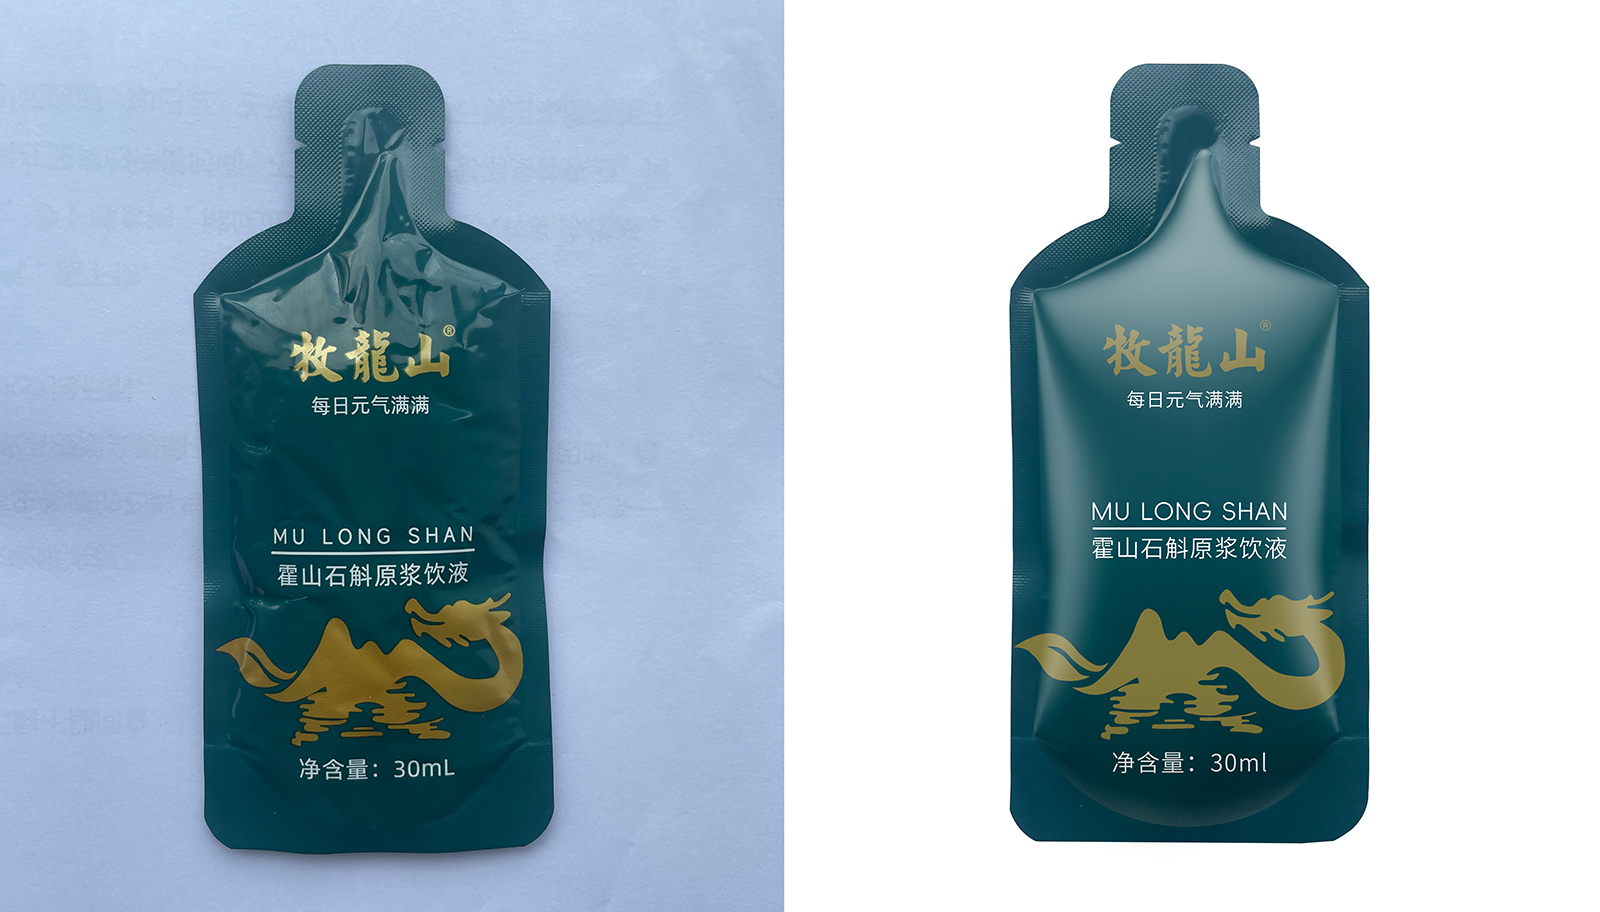 牧龍山®
每日元气满满
MU LONG SHAN
霍山石斛原浆饮液
净含量：30mL
牧龍山®
每日元气满满
MU LONG SHAN
霍山石斛原浆饮液
净含量：30ml